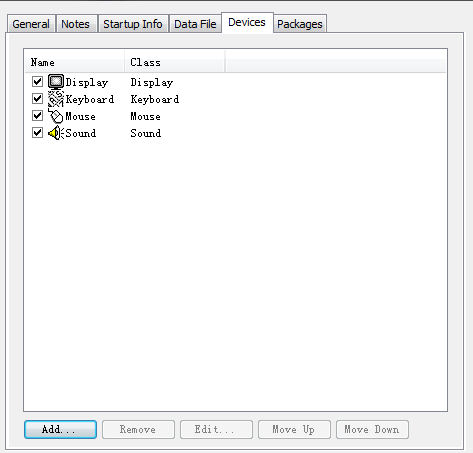 General Notes Startup Info Data File Devices Packages
Name Class
Display Display
Keyboard Keyboard
Mouse Mouse
Sound Sound
Add... Remove Edit... Move Up Move Down